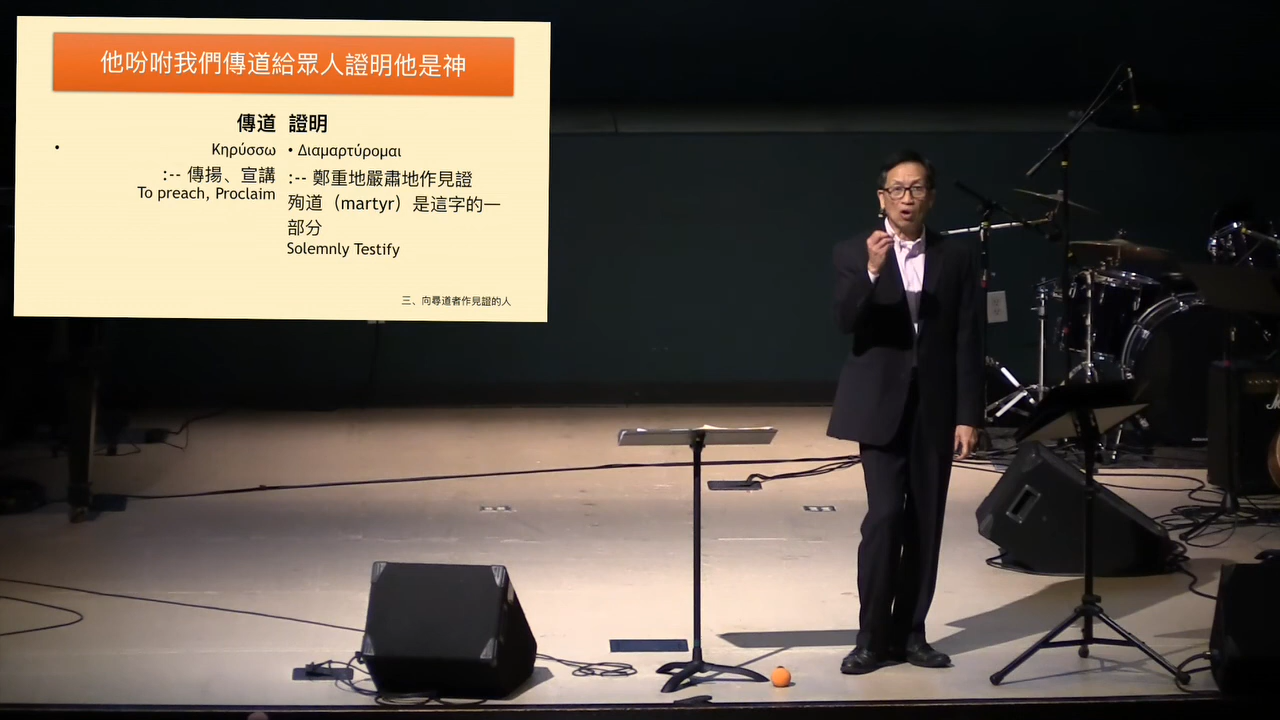 他吩咐我們傳道給眾人證明他是神
傳道
• Κηρύσσω
:-- 傳揚、宣講
To preach, Proclaim
證明
• Διαμαρτύρομαι
:-- 鄭重地嚴肅地作見證
殉道（martyr）是這字的一
部分
Solemnly Testify
三、向尋道者作見證的人